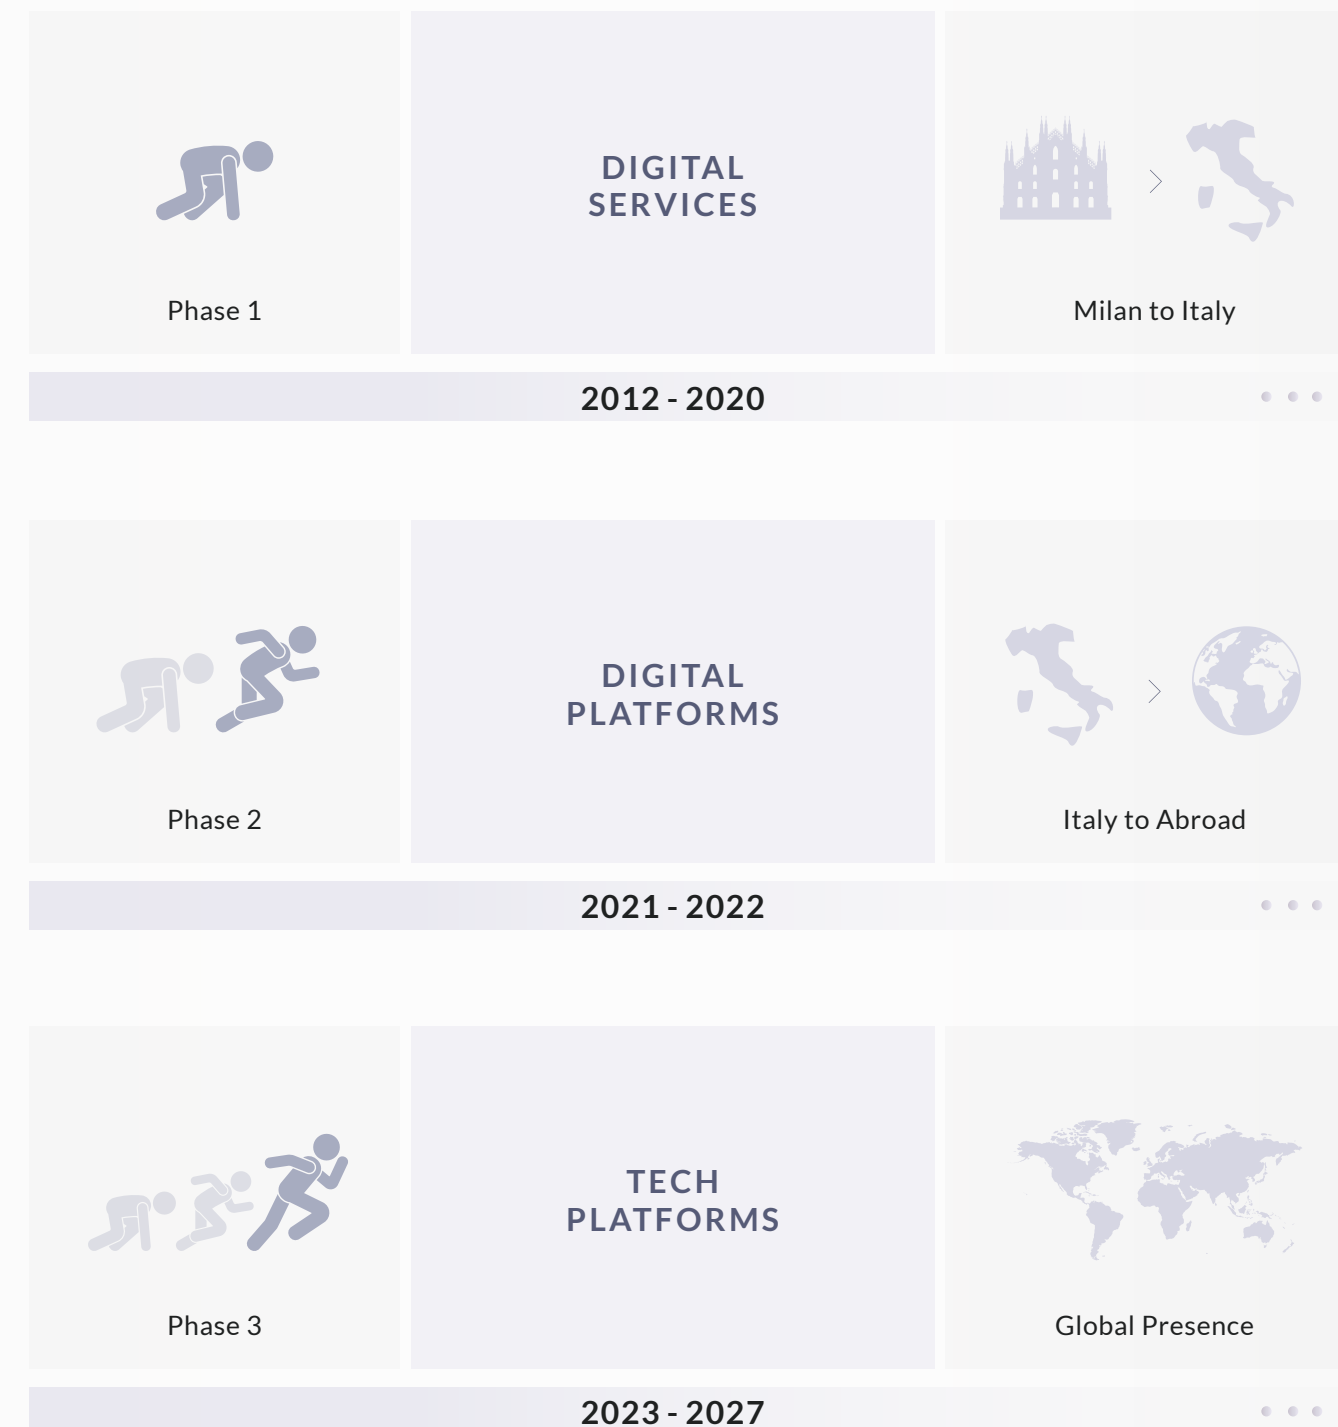 DIGITAL
SERVICES
Phase 1
Milan to Italy
2012 - 2020
DIGITAL
PLATFORMS
Phase 2
Italy to Abroad
2021 - 2022
TECH
PLATFORMS
Phase 3
Global Presence
2023 - 2027